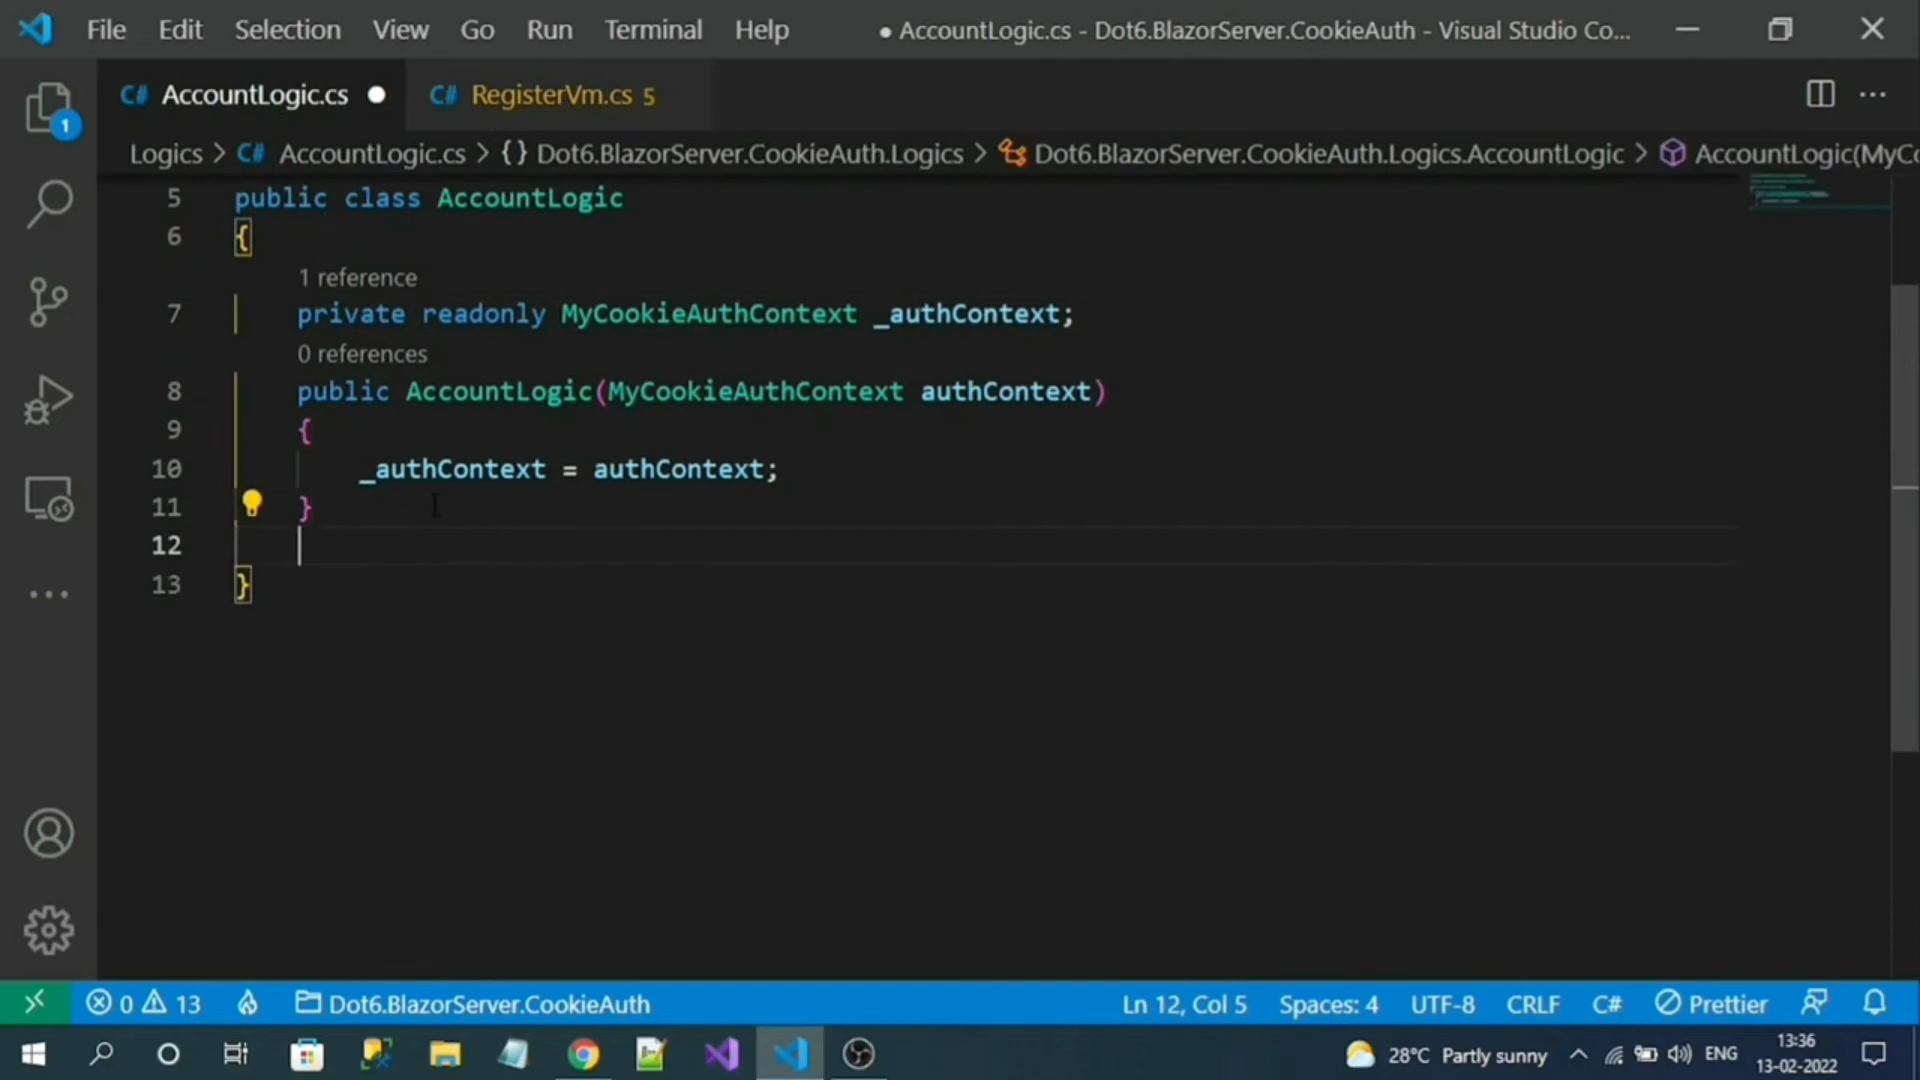 File Edit Selection View Go Run Terminal Help ● AccountLogic.cs - Dot6.BlazorServer.CookieAuth - Visual Studio Co...
C# AccountLogic.cs ● C# RegisterVm.cs 5
1
Logics > C# AccountLogic.cs > {} Dot6.BlazorServer.CookieAuth.Logics > Dot6.BlazorServer.CookieAuth.Logics.AccountLogic > AccountLogic(MyCo
5 public class AccountLogic
6 {
1 reference
7 private readonly MyCookieAuthContext _authContext;
0 references
8 public AccountLogic(MyCookieAuthContext authContext)
9 {
10 _authContext = authContext;
11 }
12
13 }
0 13 Dot6.BlazorServer.CookieAuth Ln 12, Col 5 Spaces: 4 UTF-8 CRLF C# Prettier
28°C Partly sunny ENG 13:36
13-02-2022